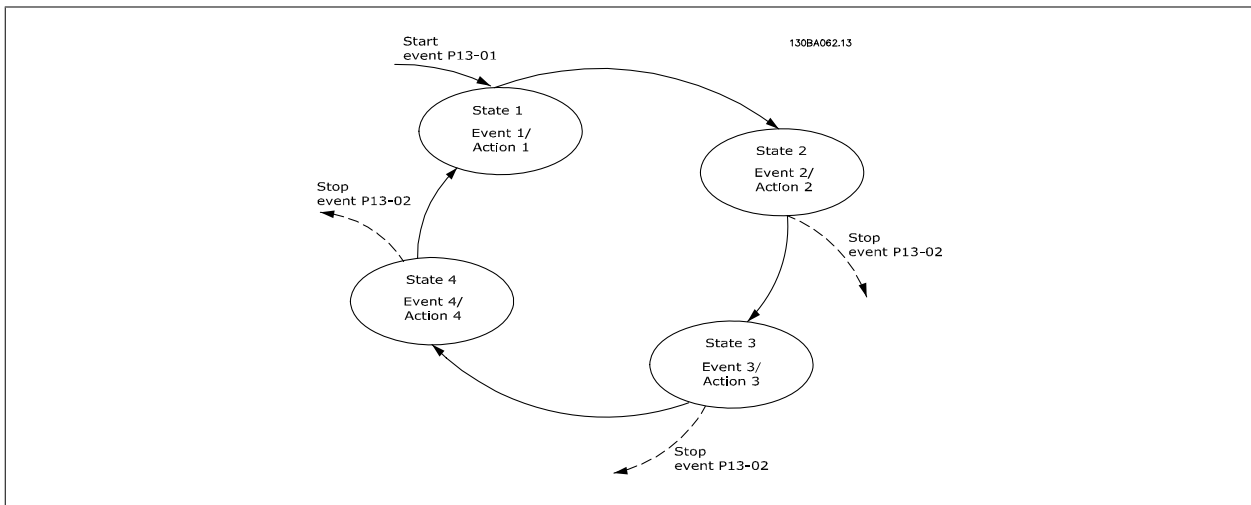 Start
event P13-01
130BA062.13
State 1
Event 1/
Action 1
State 2
Event 2/
Action 2
Stop
event P13-02
Stop
event P13-02
State 4
Event 4/
Action 4
State 3
Event 3/
Action 3
Stop
event P13-02